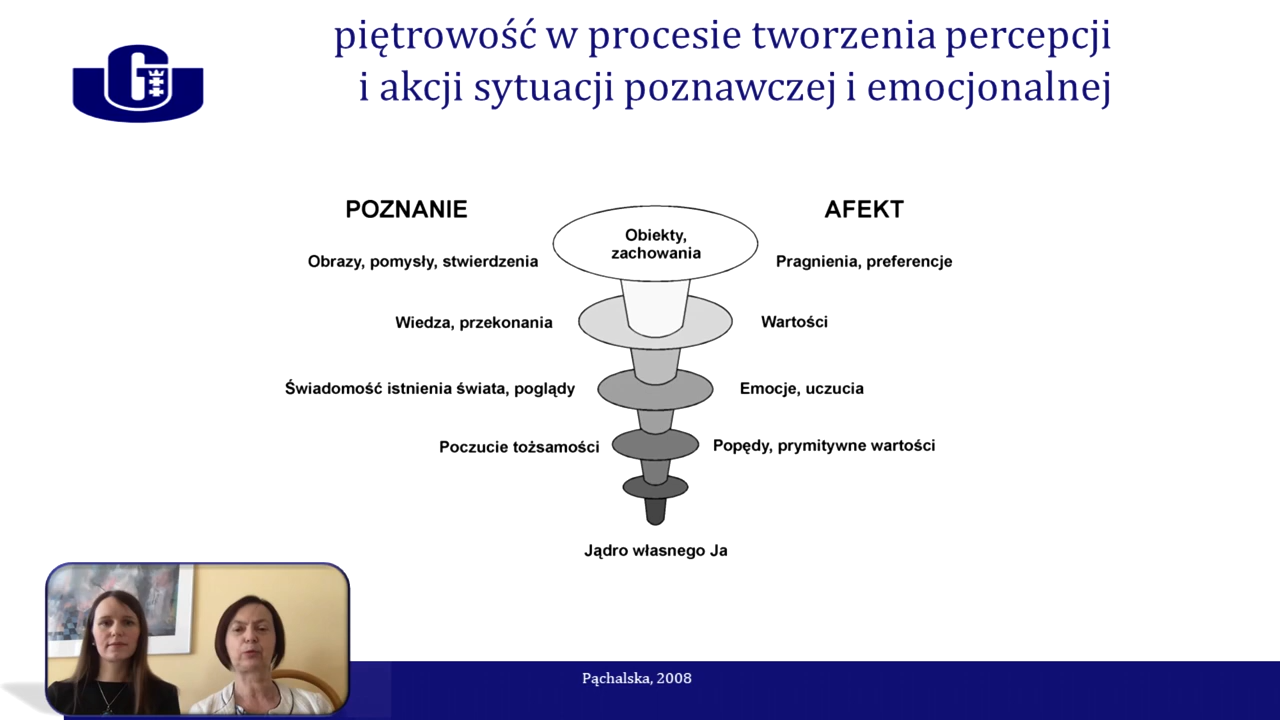 piętrowość w procesie tworzenia percepcji
i akcji sytuacji poznawczej i emocjonalnej
POZNANIE
AFEKT
Obiekty,
zachowania
Obrazy, pomysły, stwierdzenia
Pragnienia, preferencje
Wiedza, przekonania
Wartości
Świadomość istnienia świata, poglądy
Emocje, uczucia
Poczucie tożsamości
Popędy, prymitywne wartości
Jądro własnego Ja
Pąchalska, 2008